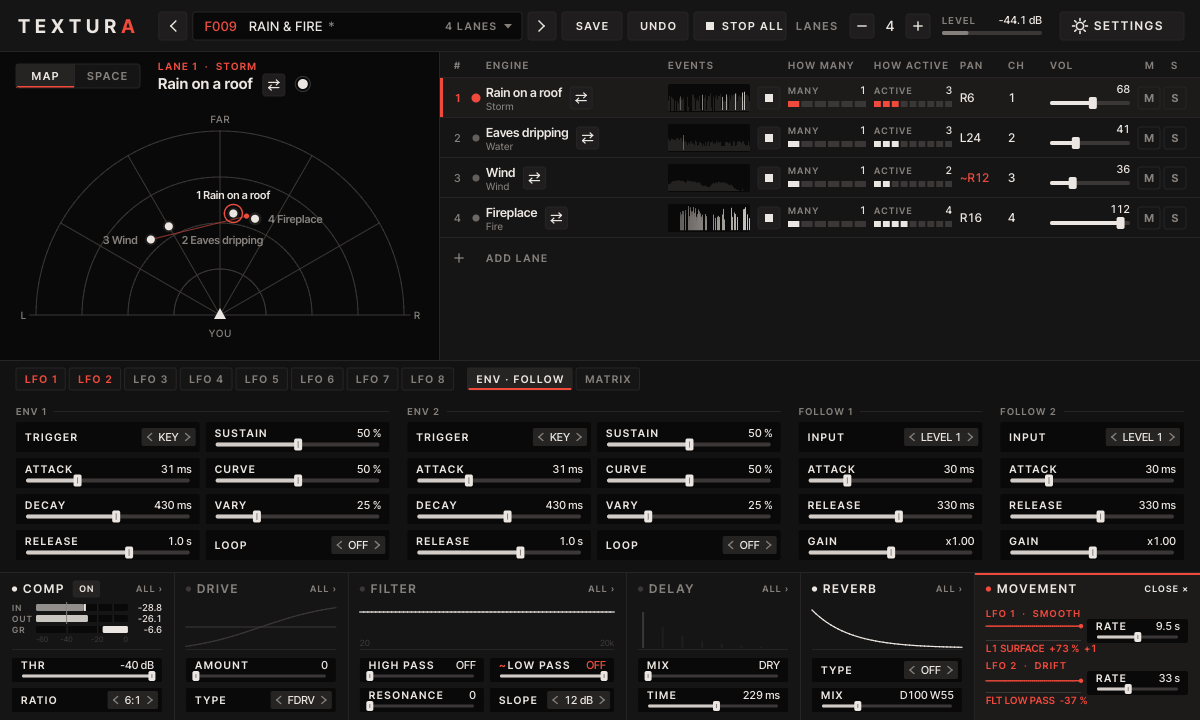 TEXTURA
F009 RAIN & FIRE * 4 LANES
SAVE
UNDO
STOP ALL
LANES
4
LEVEL -44.1 dB
SETTINGS
MAP
SPACE
LANE 1 · STORM
Rain on a roof
FAR
1 Rain on a roof
4 Fireplace
3 Wind
2 Eaves dripping
L
R
YOU
# ENGINE EVENTS HOW MANY HOW ACTIVE PAN CH VOL M S
1 Rain on a roof MANY 1 ACTIVE 3 R6 1 68 M S
Storm
2 Eaves dripping MANY 1 ACTIVE 3 L24 2 41 M S
Water
3 Wind MANY 1 ACTIVE 2 ~R12 3 36 M S
Wind
4 Fireplace MANY 1 ACTIVE 4 R16 4 112 M S
Fire
+ ADD LANE
LFO 1
LFO 2
LFO 3
LFO 4
LFO 5
LFO 6
LFO 7
LFO 8
ENV · FOLLOW
MATRIX
ENV 1
TRIGGER < KEY >
SUSTAIN 50 %
ATTACK 31 ms
CURVE 50 %
DECAY 430 ms
VARY 25 %
RELEASE 1.0 s
LOOP < OFF >
ENV 2
TRIGGER < KEY >
SUSTAIN 50 %
ATTACK 31 ms
CURVE 50 %
DECAY 430 ms
VARY 25 %
RELEASE 1.0 s
LOOP < OFF >
FOLLOW 1
INPUT < LEVEL 1 >
ATTACK 30 ms
RELEASE 330 ms
GAIN x1.00
FOLLOW 2
INPUT < LEVEL 1 >
ATTACK 30 ms
RELEASE 330 ms
GAIN x1.00
COMP ON ALL ›
IN -28.8
OUT -26.1
GR -6.6
-60 -40 -20 0
THR -40 dB
RATIO < 6:1 >
DRIVE ALL ›
AMOUNT 0
TYPE < FDRV >
FILTER ALL ›
20 20k
HIGH PASS OFF
~LOW PASS OFF
RESONANCE 0
SLOPE < 12 dB >
DELAY ALL ›
MIX DRY
TIME 229 ms
REVERB ALL ›
TYPE < OFF >
MIX D100 W55
MOVEMENT CLOSE ×
LFO 1 · SMOOTH
RATE 9.5 s
L1 SURFACE +73 % +1
LFO 2 · DRIFT
RATE 33 s
FLT LOW PASS -37 %